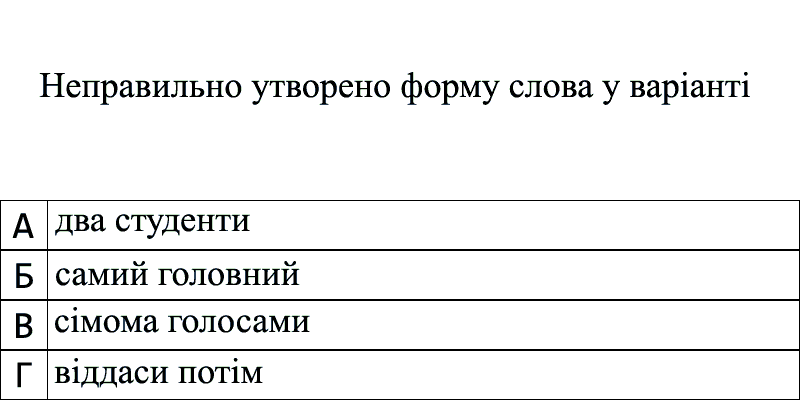 Неправильно утворено форму слова у варіанті
А два студенти
Б самий головний
В сімома голосами
Г віддаси потім